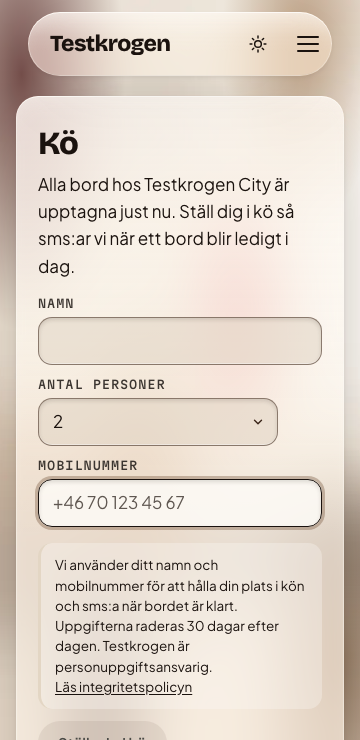 Testkrogen
Kö
Alla bord hos Testkrogen City är
upptagna just nu. Ställ dig i kö så
sms:ar vi när ett bord blir ledigt i
dag.
NAMN
ANTAL PERSONER
2
MOBILNUMMER
+46 70 123 45 67
Vi använder ditt namn och
mobilnummer för att hålla din plats i kön
och sms:a när bordet är klart.
Uppgifterna raderas 30 dagar efter
dagen. Testkrogen är
personuppgiftsansvarig.
Läs integritetspolicyn